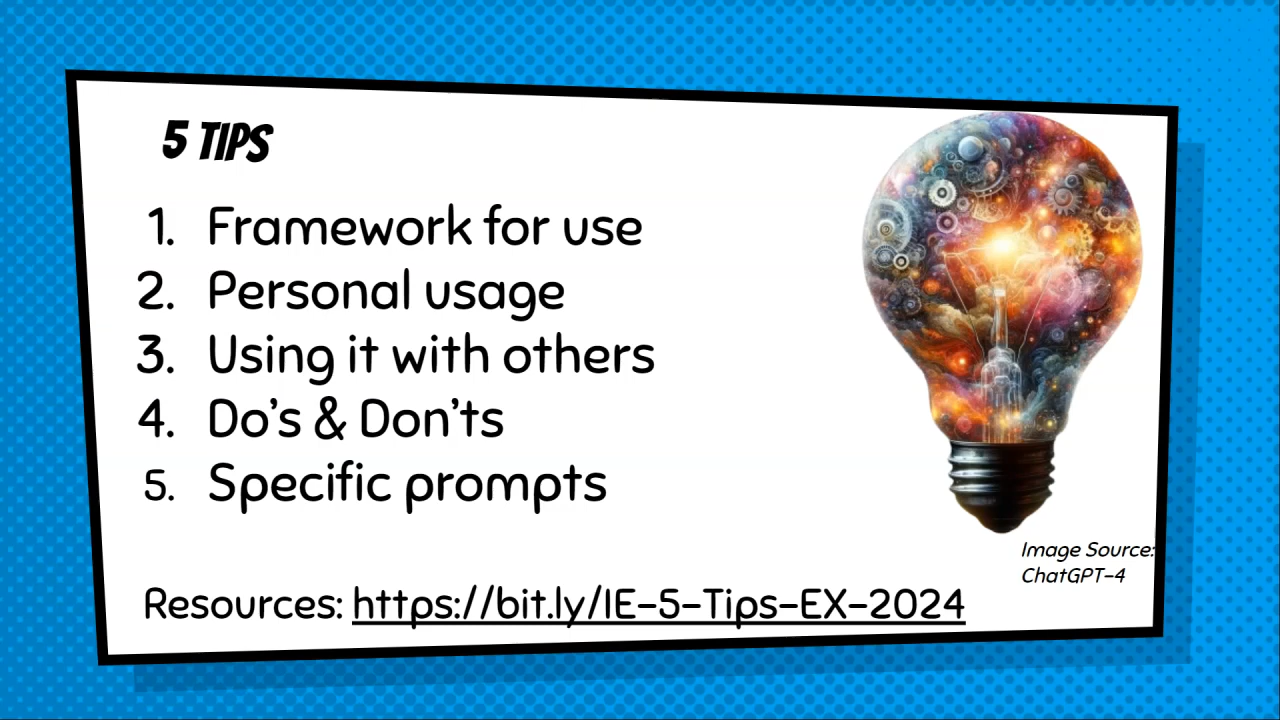 5 TIPS
1. Framework for use
2. Personal usage
3. Using it with others
4. Do’s & Don’ts
5. Specific prompts
Image Source:
ChatGPT-4
Resources: https://bit.ly/IE-5-Tips-EX-2024